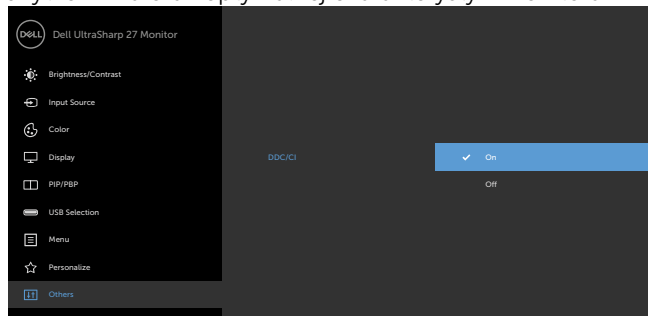 DELL Dell UltraSharp 27 Monitor
Brightness/Contrast
Input Source
Color
Display
DDC/CI
On
PIP/PBP
Off
USB Selection
Menu
Personalize
Others